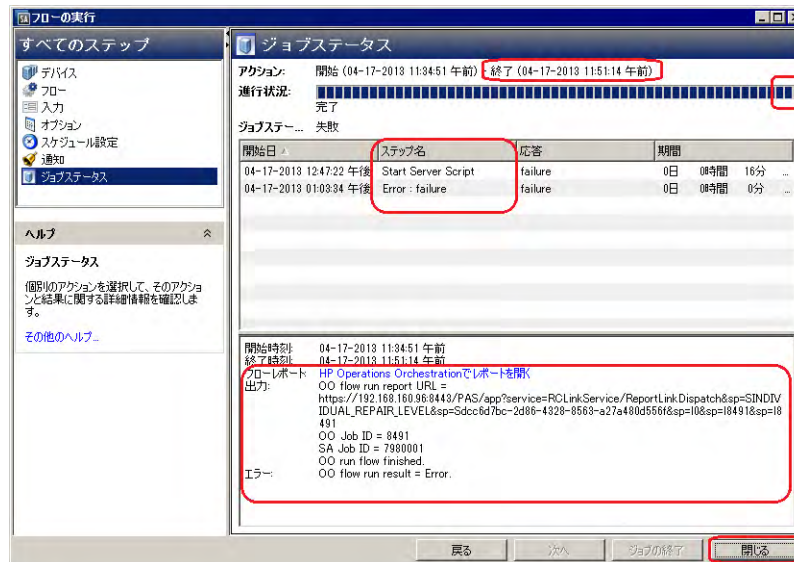 フローの実行
すべてのステップ
デバイス
フロー
入力
オプション
スケジュール設定
通知
ジョブステータス
ヘルプ
ジョブステータス
個別のアクションを選択して、そのアクショ
ンと結果に関する詳細情報を確認しま
す。
その他のヘルプ...
ジョブステータス
アクション: 開始 (04-17-2013 11:34:51 午前) - 終了 (04-17-2013 11:51:14 午前)
進行状況:
完了
ジョブステー... 失敗
開始日 ステップ名 応答 期間
04-17-2013 12:47:22 午後 Start Server Script failure 0日 0時間 16分 ...
04-17-2013 01:03:34 午後 Error : failure failure 0日 0時間 0分 ...
開始時刻: 04-17-2013 11:34:51 午前
終了時刻: 04-17-2013 11:51:14 午前
フローレポート HP Operations Orchestrationでレポートを開く
出力: OO flow run report URL =
https://192.168.160.96:8443/PAS/app?service=RCLinkService/ReportLinkDispatch&sp=SINDIV
IDUAL_REPAIR_LEVEL&sp=Sdcc6d7bc-2d86-4328-8563-a27a480d556f&sp=l0&sp=l8491&sp=l8
491
OO Job ID = 8491
SA Job ID = 7980001
OO run flow finished.
エラー: OO flow run result = Error.
戻る 次へ ジョブの終了 閉じる